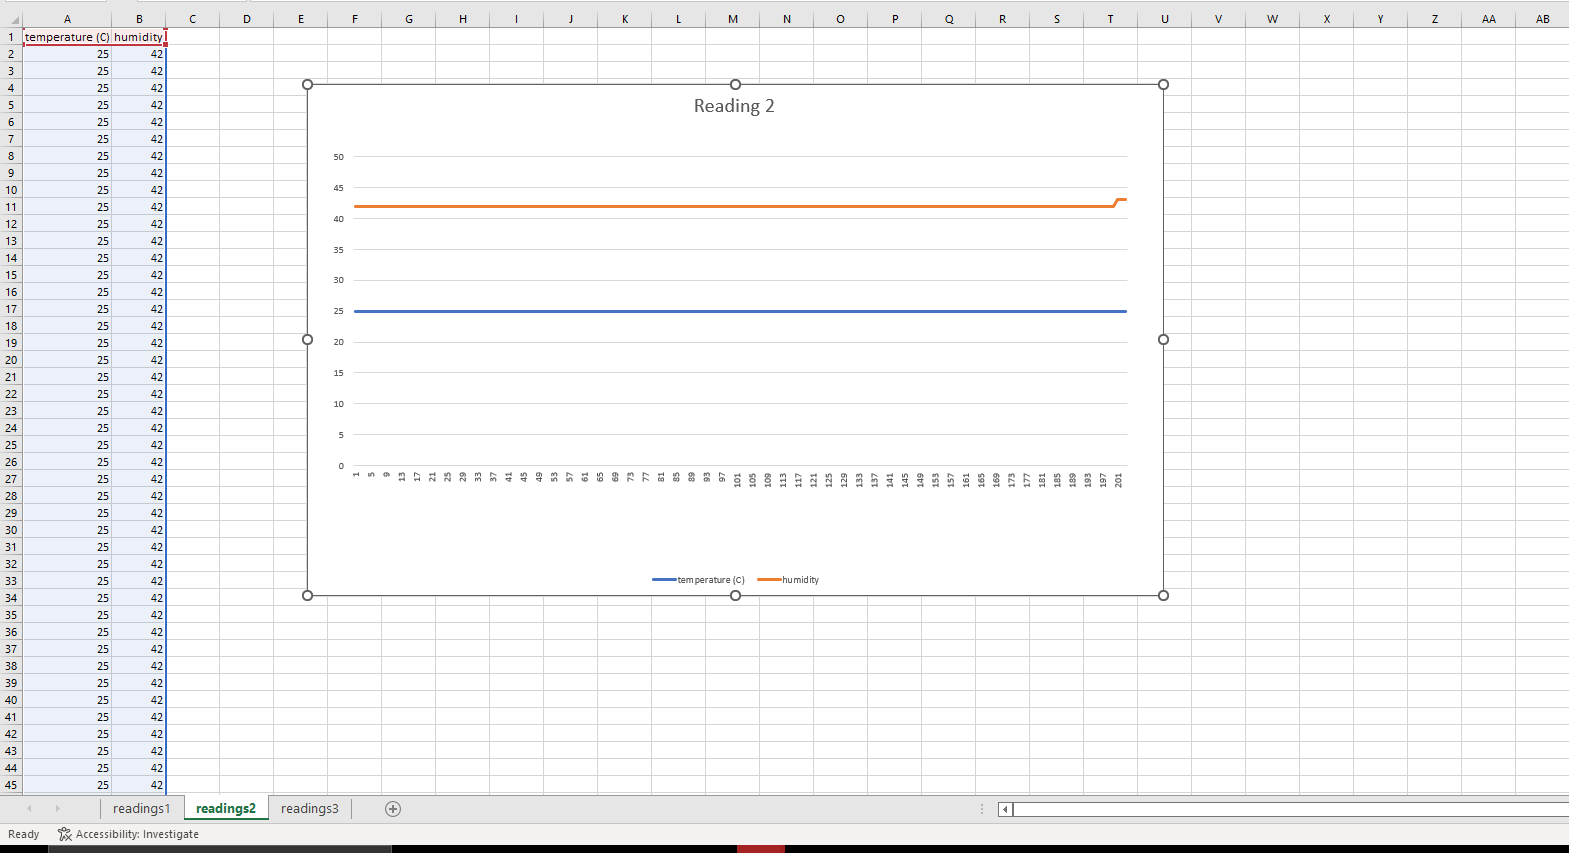 A B C D E F G H I J K L M N O P Q R S T U V W X Y Z AA AB
1 temperature (C) humidity
2 25 42
3 25 42
4 25 42
5 25 42
6 25 42
7 25 42
8 25 42
9 25 42
10 25 42
11 25 42
12 25 42
13 25 42
14 25 42
15 25 42
16 25 42
17 25 42
18 25 42
19 25 42
20 25 42
21 25 42
22 25 42
23 25 42
24 25 42
25 25 42
26 25 42
27 25 42
28 25 42
29 25 42
30 25 42
31 25 42
32 25 42
33 25 42
34 25 42
35 25 42
36 25 42
37 25 42
38 25 42
39 25 42
40 25 42
41 25 42
42 25 42
43 25 42
44 25 42
45 25 42
Reading 2
50
45
40
35
30
25
20
15
10
5
0
1 5 9 13 17 21 25 29 33 37 41 45 49 53 57 61 65 69 73 77 81 85 89 93 97 101 105 109 113 117 121 125 129 133 137 141 145 149 153 157 161 165 169 173 177 181 185 189 193 197 201
temperature (C) humidity
readings1 readings2 readings3
Ready Accessibility: Investigate